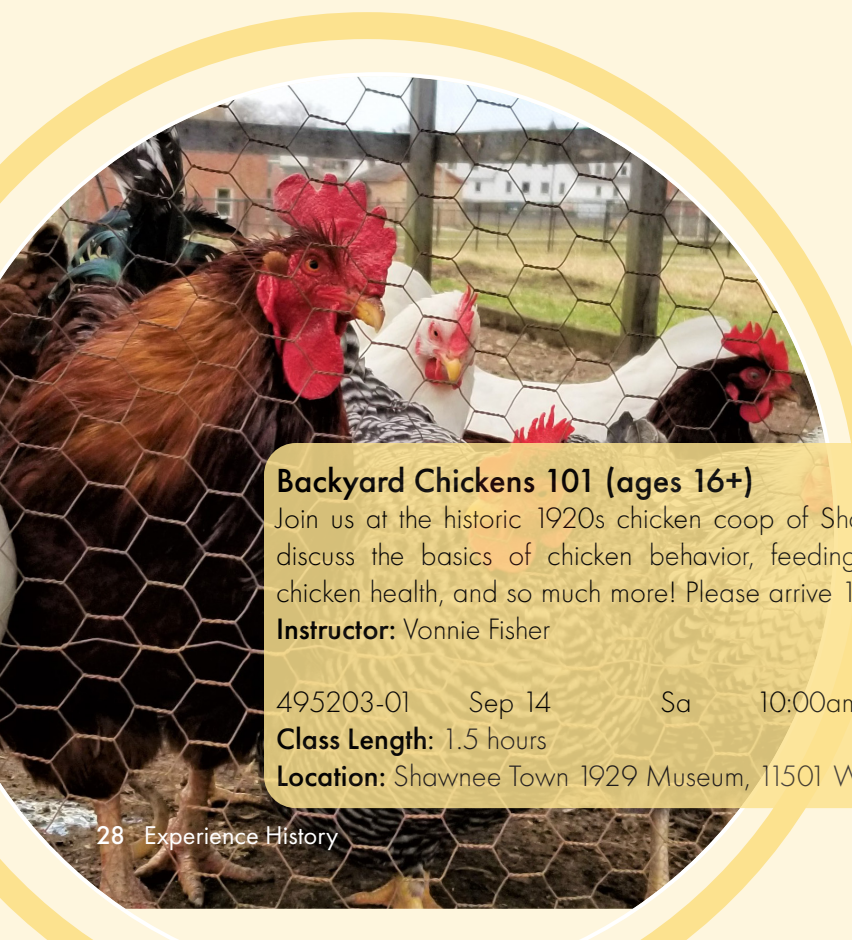 Backyard Chickens 101 (ages 16+)
Join us at the historic 1920s chicken coop of
discuss the basics of chicken behavior, feeding
chicken health, and so much more! Please arrive
Instructor: Vonnie Fisher
495203-01 Sep 14 Sa 10:00am
Class Length: 1.5 hours
Location: Shawnee Town 1929 Museum, 11501
28 Experience History